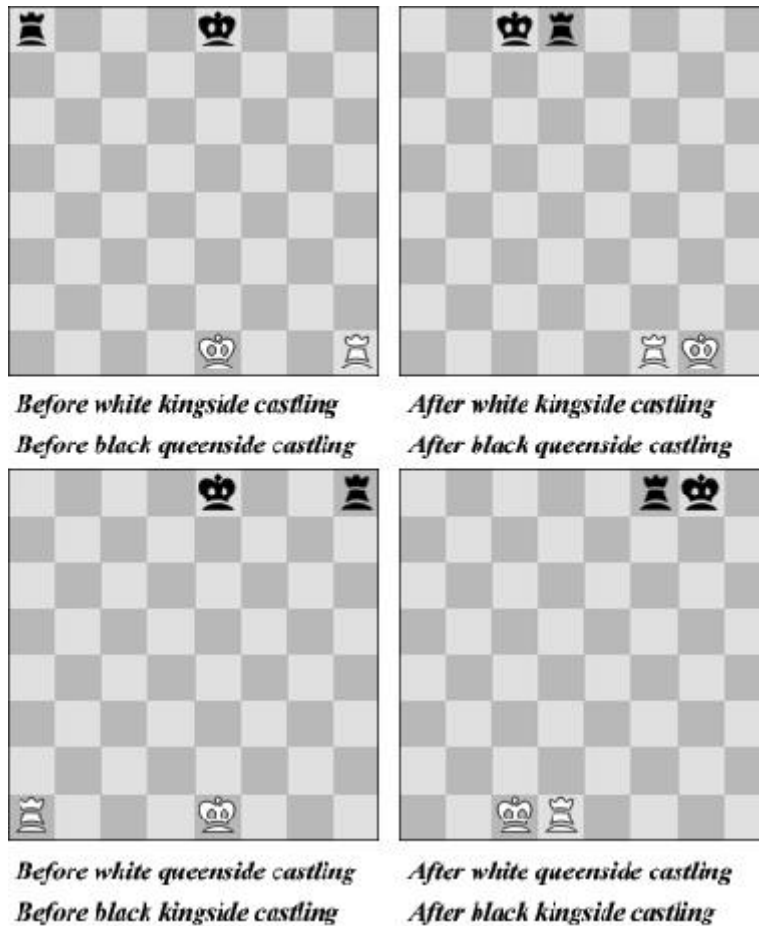 Before white kingside castling
After white kingside castling
Before black queenside castling
After black queenside castling
Before white queenside castling
After white queenside castling
Before black kingside castling
After black kingside castling